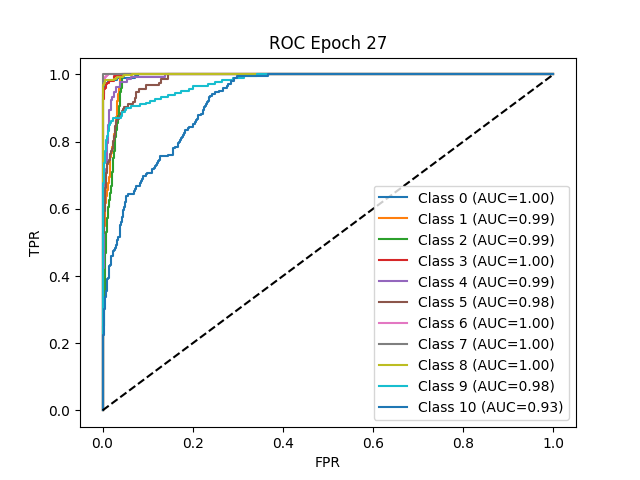 ROC Epoch 27
1.0
0.8
0.6
0.4
0.2
0.0
TPR
Class 0 (AUC=1.00)
Class 1 (AUC=0.99)
Class 2 (AUC=0.99)
Class 3 (AUC=1.00)
Class 4 (AUC=0.99)
Class 5 (AUC=0.98)
Class 6 (AUC=1.00)
Class 7 (AUC=1.00)
Class 8 (AUC=1.00)
Class 9 (AUC=0.98)
Class 10 (AUC=0.93)
0.0 0.2 0.4 0.6 0.8 1.0
FPR